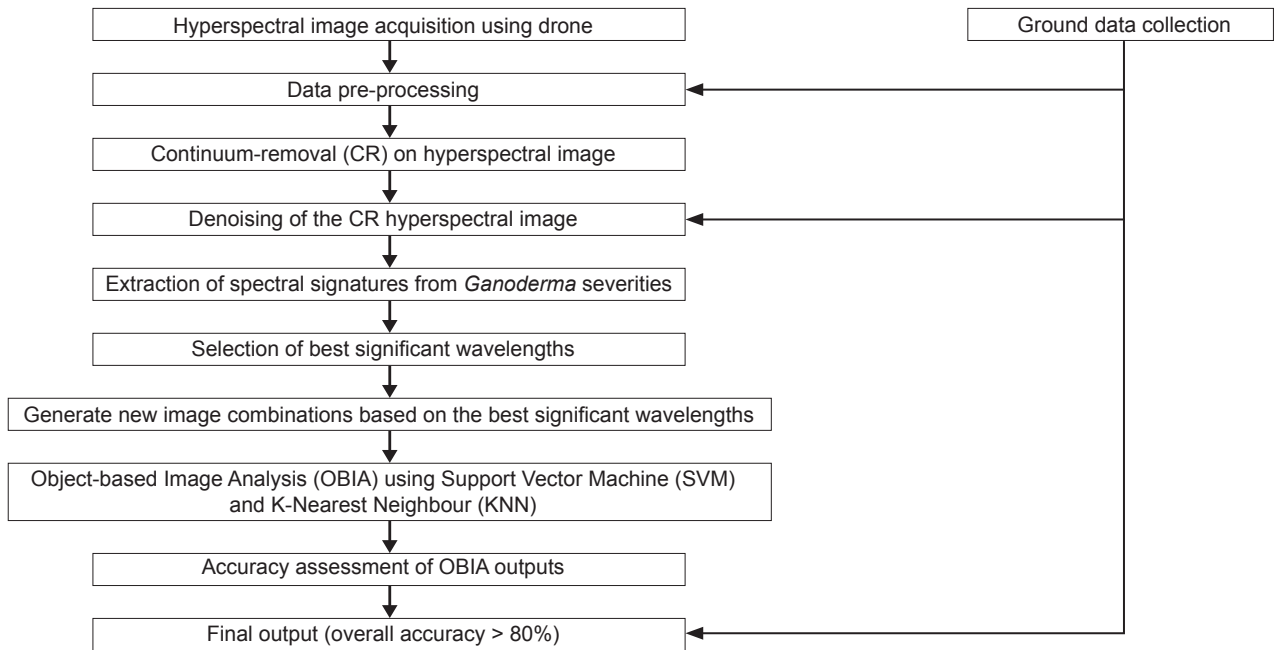 Hyperspectral image acquisition using drone
Ground data collection
Data pre-processing
Continuum-removal (CR) on hyperspectral image
Denoising of the CR hyperspectral image
Extraction of spectral signatures from Ganoderma severities
Selection of best significant wavelengths
Generate new image combinations based on the best significant wavelengths
Object-based Image Analysis (OBIA) using Support Vector Machine (SVM)
and K-Nearest Neighbour (KNN)
Accuracy assessment of OBIA outputs
Final output (overall accuracy > 80%)